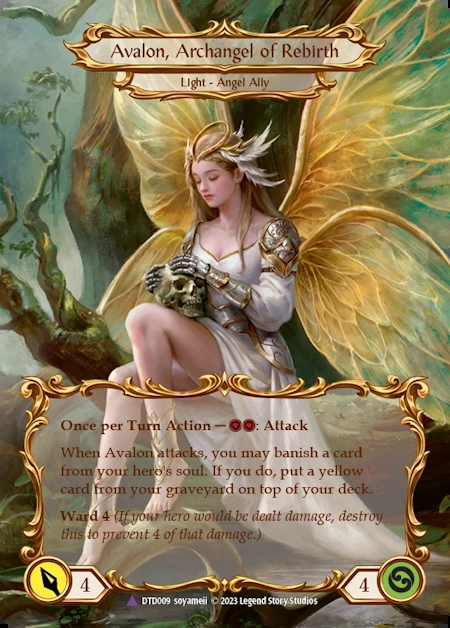 Avalon, Archangel of Rebirth
Light - Angel Ally
Once per Turn Action — : Attack
When Avalon attacks, you may banish a card
from your hero's soul. If you do, put a yellow
card from your graveyard on top of your deck.
Ward 4 (If your hero would be dealt damage, destroy
this to prevent 4 of that damage.)
4
4
DTD009 soyameii © 2023 Legend Story Studios